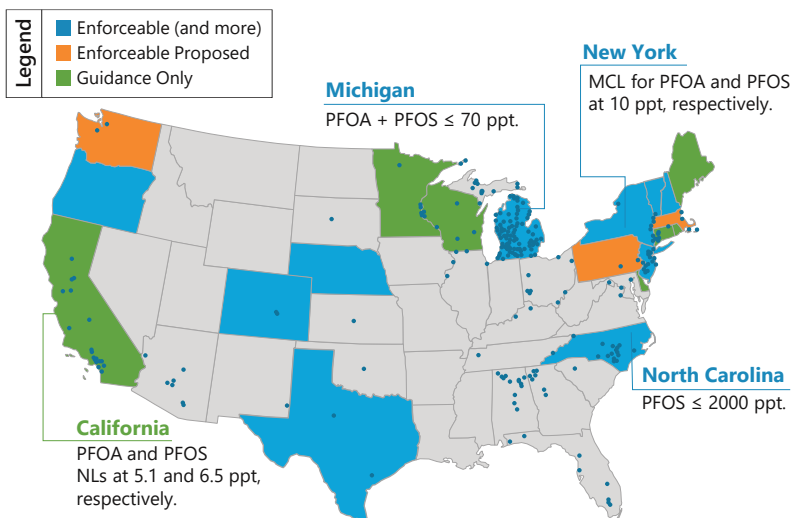 Legend
Enforceable (and more)
Enforceable Proposed
Guidance Only
Michigan
PFOA + PFOS ≤ 70 ppt.
New York
MCL for PFOA and PFOS
at 10 ppt, respectively.
North Carolina
PFOS ≤ 2000 ppt.
California
PFOA and PFOS
NLs at 5.1 and 6.5 ppt,
respectively.